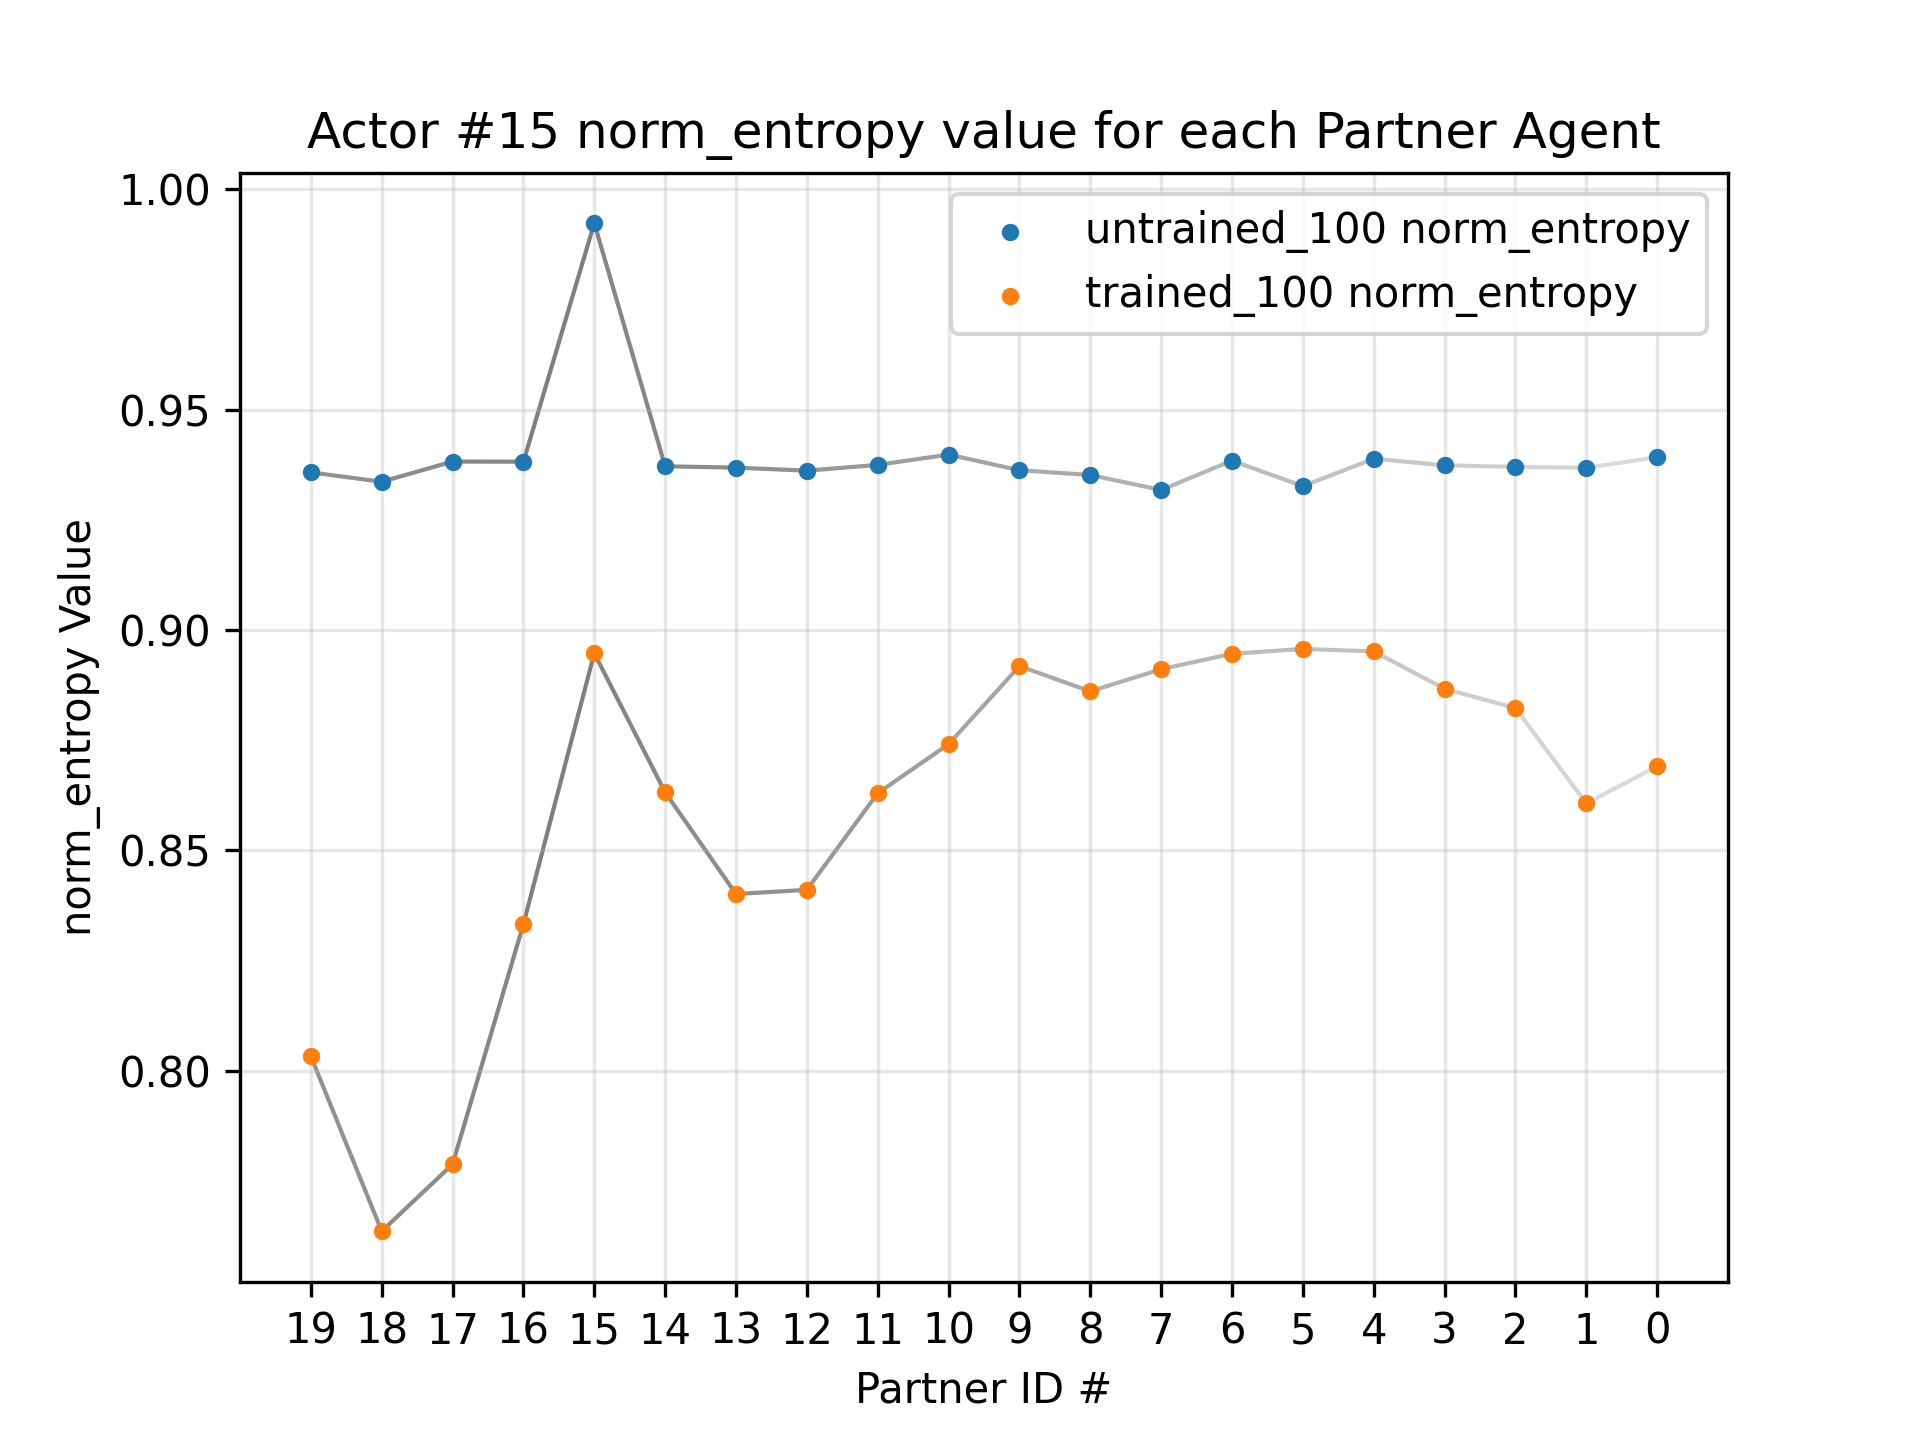 Actor #15 norm_entropy value for each Partner Agent
untrained_100 norm_entropy
trained_100 norm_entropy
norm_entropy Value
1.00
0.95
0.90
0.85
0.80
19 18 17 16 15 14 13 12 11 10 9 8 7 6 5 4 3 2 1 0
Partner ID #